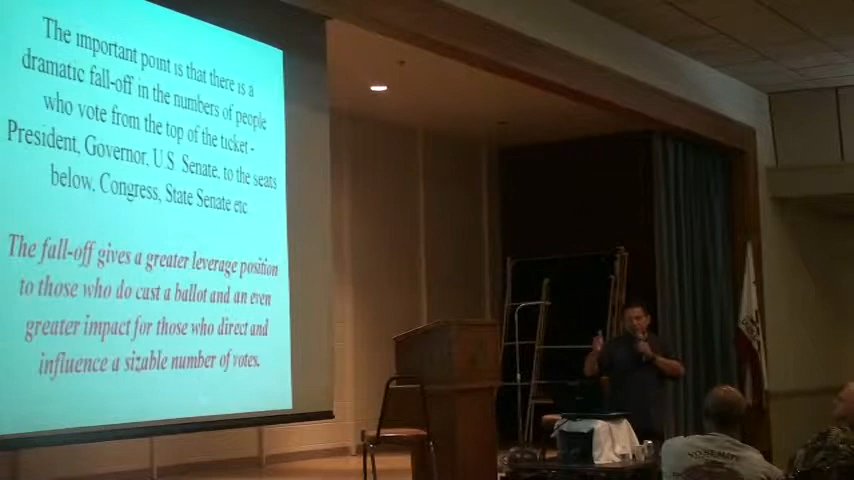 The important point is that there is a
dramatic fall-off in the numbers of people
who vote from the top of the ticket -
President, Governor, U.S. Senate, to the seats
below, Congress, State Senate etc
The fall-off gives a greater leverage position
to those who do cast a ballot and an even
greater impact for those who direct and
influence a sizable number of votes.
YOSEMITE